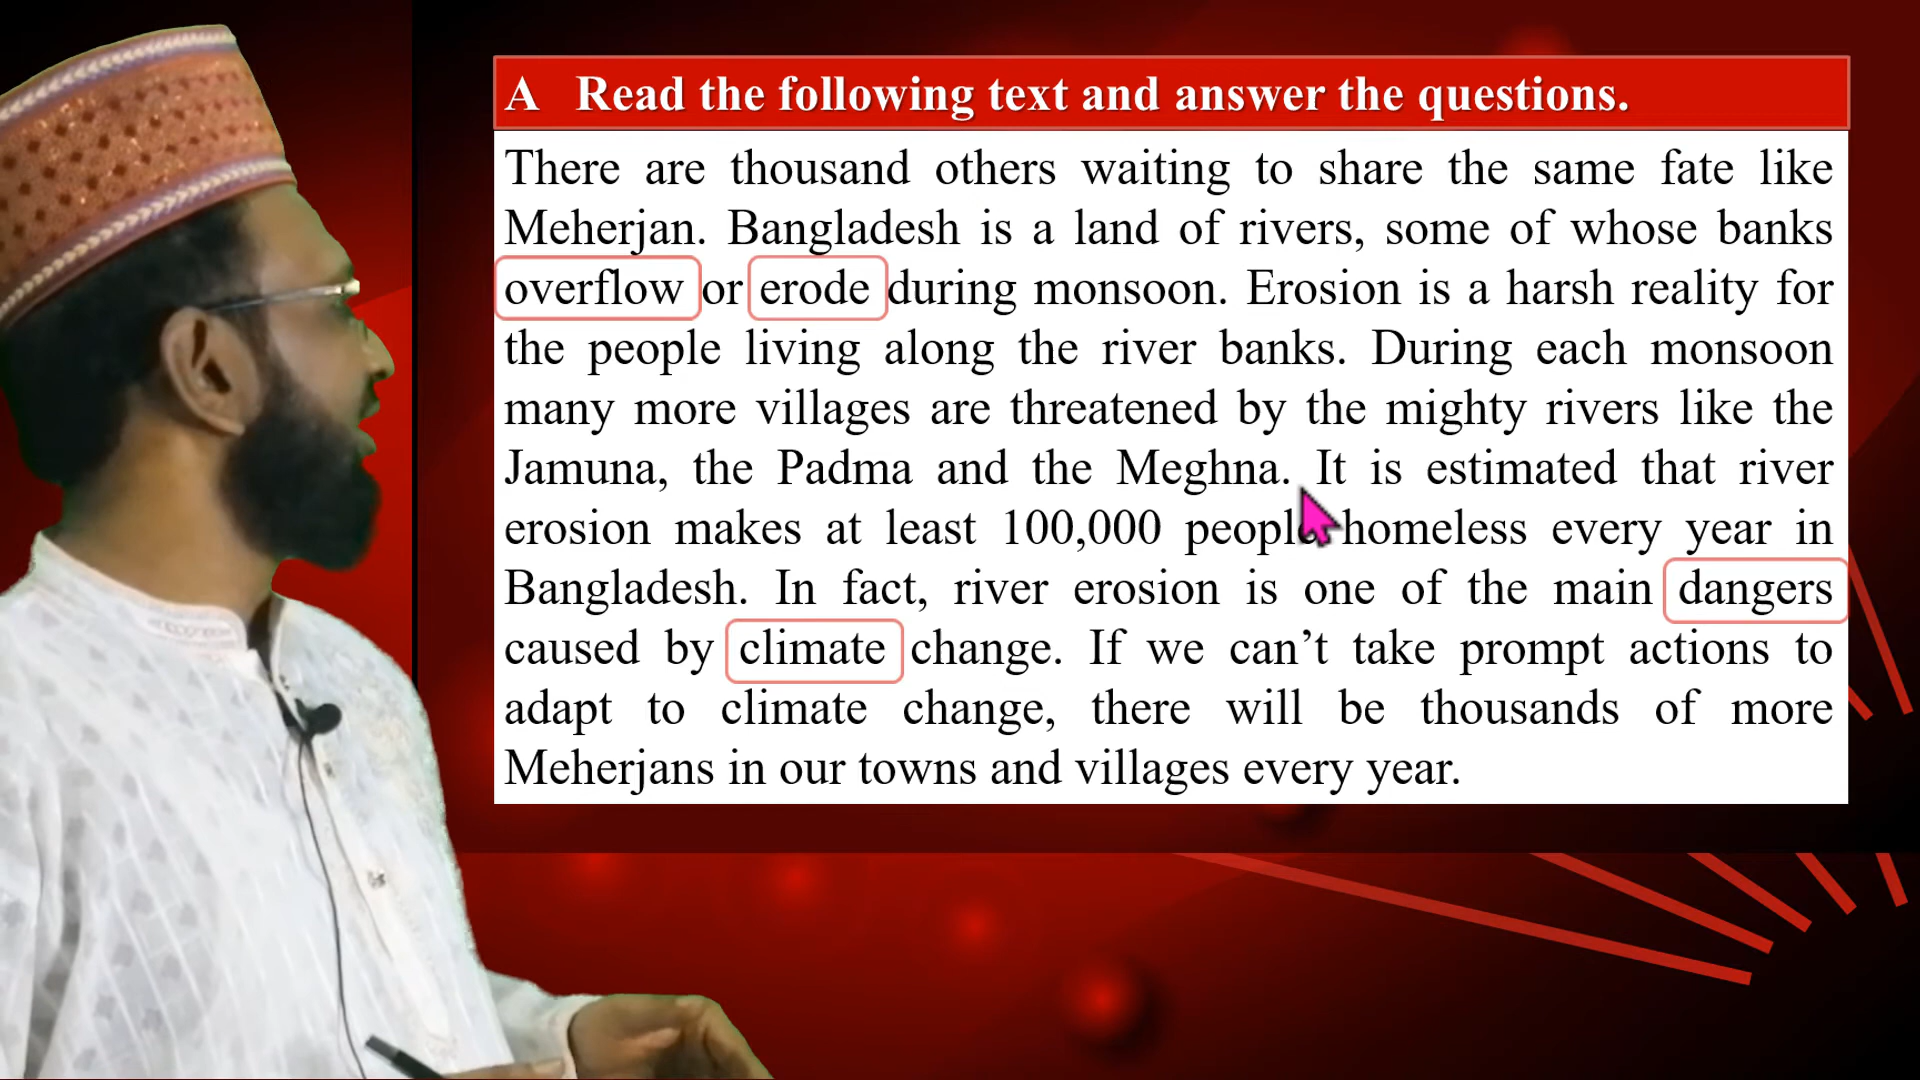 A Read the following text and answer the questions.
There are thousand others waiting to share the same fate like
Meherjan. Bangladesh is a land of rivers, some of whose banks
overflow or erode during monsoon. Erosion is a harsh reality for
the people living along the river banks. During each monsoon
many more villages are threatened by the mighty rivers like the
Jamuna, the Padma and the Meghna. It is estimated that river
erosion makes at least 100,000 people homeless every year in
Bangladesh. In fact, river erosion is one of the main dangers
caused by climate change. If we can’t take prompt actions to
adapt to climate change, there will be thousands of more
Meherjans in our towns and villages every year.